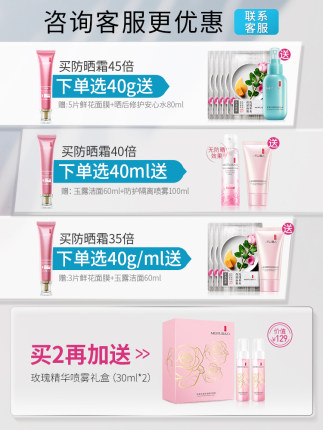 咨询客服更优惠
联系
客服
买防晒霜45倍
下单选40g送
赠:5片鲜花面膜+晒后修护安心水80ml
送
买防晒霜40倍
下单选40ml送
赠: 玉露洁面60ml+防护隔离喷雾100ml
无防晒
效果
送
买防晒霜35倍
下单选40g/ml送
赠:3片鲜花面膜+玉露洁面60ml
送
买2再加送
玫瑰精华喷雾礼盒 (30ml*2)
价值
¥129